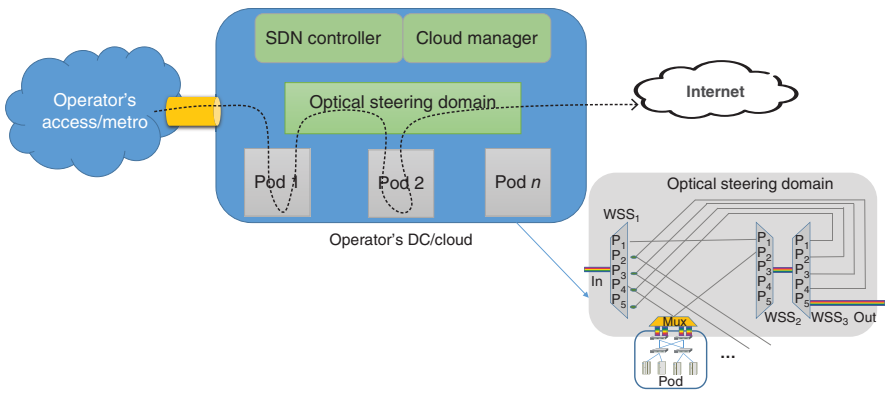 SDN controller
Cloud manager
Operator's
access/metro
Optical steering domain
Internet
Pod 1
Pod 2
Pod n
Operator's DC/cloud
Optical steering domain
WSS1
P1
P2
P3
P4
P5
In
P1
P2
P3
P4
P5
P1
P2
P3
P4
P5
WSS2
WSS3
Out
Mux
...
Pod